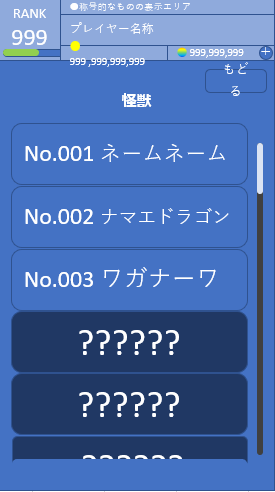 RANK
999
●称号的なものの表示エリア
プレイヤー名称
999 ,999,999,999
999,999,999
+
もどる
怪獣
No.001 ネームネーム
No.002 ナマエドラゴン
No.003 ワガナーワ
??????
??????
??????